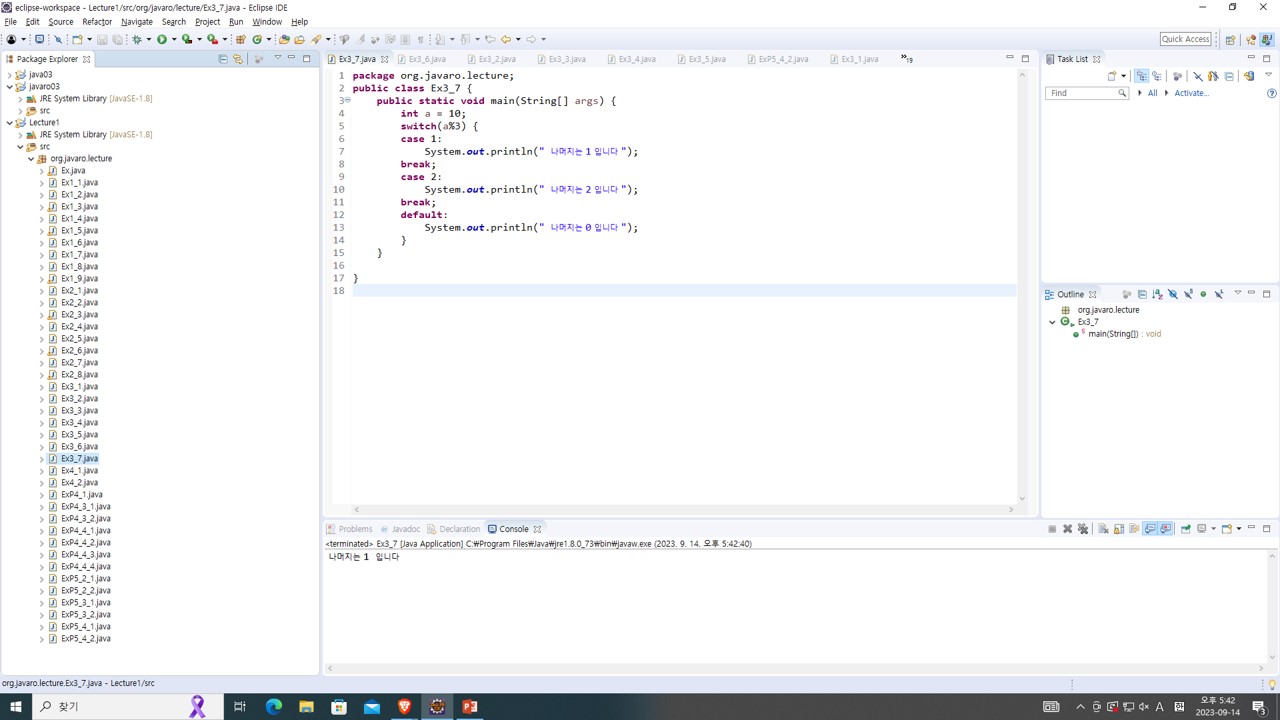 eclipse-workspace - Lecture1/src/org/javaro/lecture/Ex3_7.java - Eclipse IDE
File Edit Source Refactor Navigate Search Project Run Window Help
Quick Access
Package Explorer
java03
javaro03
JRE System Library [JavaSE-1.8]
src
Lecture1
JRE System Library [JavaSE-1.8]
src
org.javaro.lecture
Ex.java
Ex1_1.java
Ex1_2.java
Ex1_3.java
Ex1_4.java
Ex1_5.java
Ex1_6.java
Ex1_7.java
Ex1_8.java
Ex1_9.java
Ex2_1.java
Ex2_2.java
Ex2_3.java
Ex2_4.java
Ex2_5.java
Ex2_6.java
Ex2_7.java
Ex2_8.java
Ex3_1.java
Ex3_2.java
Ex3_3.java
Ex3_4.java
Ex3_5.java
Ex3_6.java
Ex3_7.java
Ex4_1.java
Ex4_2.java
ExP4_1.java
ExP4_3_1.java
ExP4_3_2.java
ExP4_4_1.java
ExP4_4_2.java
ExP4_4_3.java
ExP4_4_4.java
ExP5_2_1.java
ExP5_2_2.java
ExP5_3_1.java
ExP5_3_2.java
ExP5_4_1.java
ExP5_4_2.java
Ex3_7.java Ex3_6.java Ex3_2.java Ex3_3.java Ex3_4.java Ex3_5.java ExP5_4_2.java Ex3_1.java »19
1 package org.javaro.lecture;
2 public class Ex3_7 {
3 public static void main(String[] args) {
4 int a = 10;
5 switch(a%3) {
6 case 1:
7 System.out.println(" 나머지는 1 입니다 ");
8 break;
9 case 2:
10 System.out.println(" 나머지는 2 입니다 ");
11 break;
12 default:
13 System.out.println(" 나머지는 0 입니다 ");
14 }
15 }
16
17 }
18
Task List
Find All Activate...
Outline
org.javaro.lecture
Ex3_7
main(String[]) : void
Problems Javadoc Declaration Console
<terminated> Ex3_7 [Java Application] C:₩Program Files₩Java₩jre1.8.0_73₩bin₩javaw.exe (2023. 9. 14. 오후 5:42:40)
나머지는 1 입니다
org.javaro.lecture.Ex3_7.java - Lecture1/src
찾기
A 한
오후 5:42
2023-09-14
3